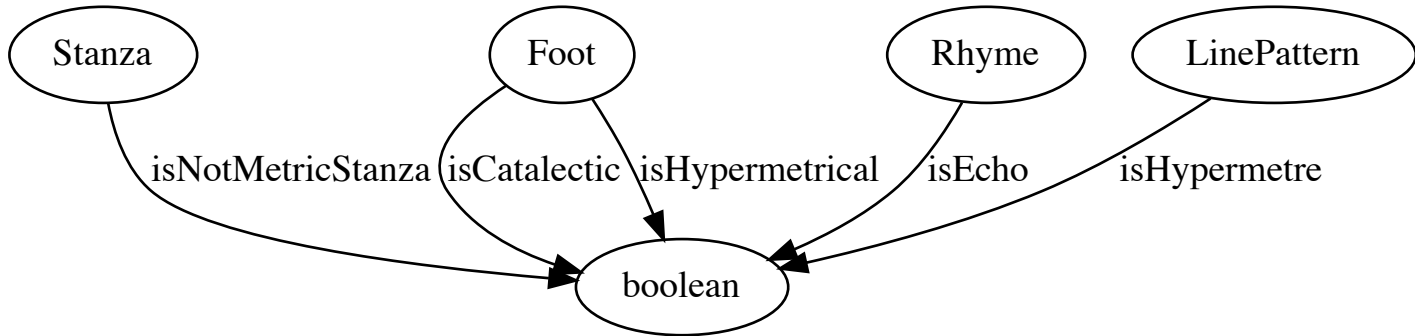 Stanza Foot Rhyme LinePattern
isNotMetricStanza isCatalectic isHypermetrical isEcho isHypermetre
boolean